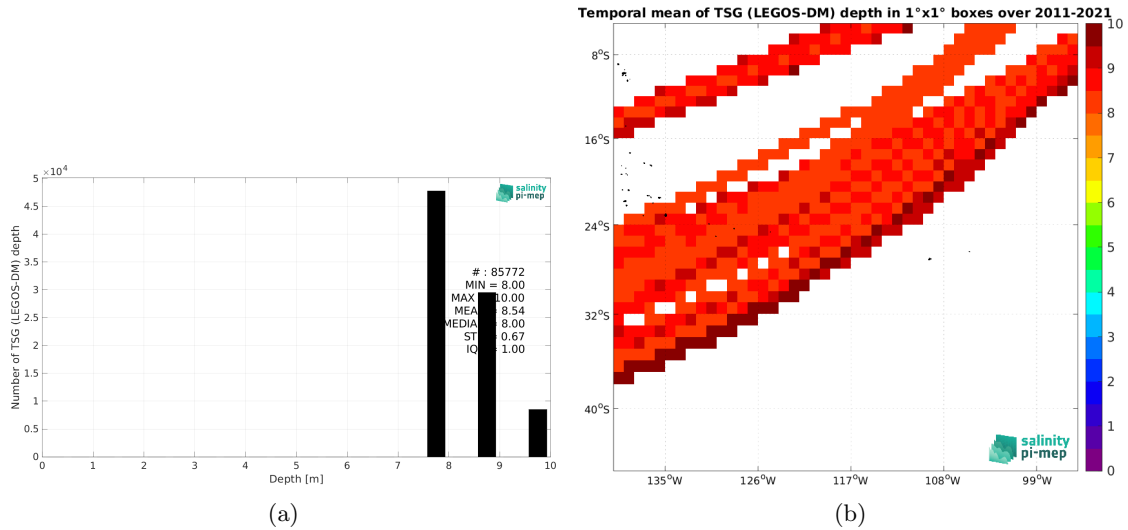 ×10⁴
5
4.5
4
3.5
3
2.5
2
1.5
1
0.5
0
Number of TSG (LEGOS-DM) depth
salinity
pi-mep
# : 85772
MIN = 8.00
MAX 10.00
MEA = 8.54
MEDIA 8.00
ST = 0.67
IQ = 1.00
0 1 2 3 4 5 6 7 8 9 10
Depth [m]
(a)
Temporal mean of TSG (LEGOS-DM) depth in 1°x1° boxes over 2011-2021
8°S
16°S
24°S
32°S
40°S
135°W 126°W 117°W 108°W 99°W
salinity
pi-mep
10
9
8
7
6
5
4
3
2
1
0
(b)